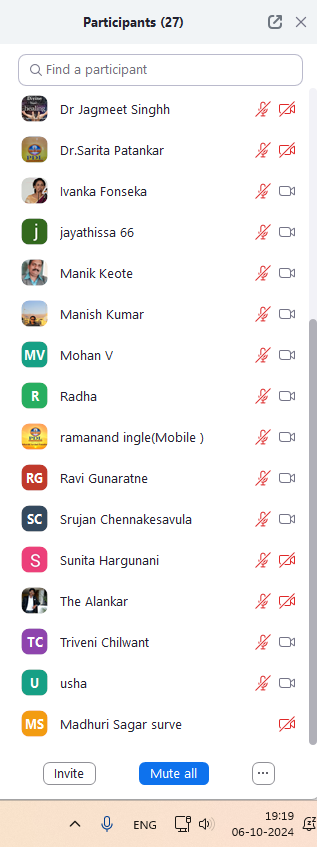 Participants (27)
Find a participant
Dr Jagmeet Singhh
Dr.Sarita Patankar
Ivanka Fonseka
j jayathissa 66
Manik Keote
Manish Kumar
MV Mohan V
R Radha
ramanand ingle(Mobile )
RG Ravi Gunaratne
SC Srujan Chennakesavula
S Sunita Hargunani
The Alankar
TC Triveni Chilwant
U usha
MS Madhuri Sagar surve
Invite Mute all ...
ENG 19:19
06-10-2024